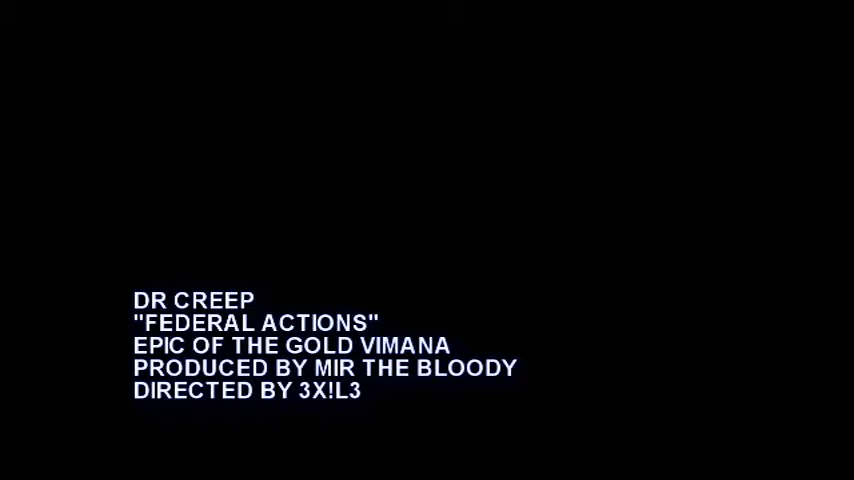 DR CREEP
"FEDERAL ACTIONS"
EPIC OF THE GOLD VIMANA
PRODUCED BY MIR THE BLOODY
DIRECTED BY 3X!L3